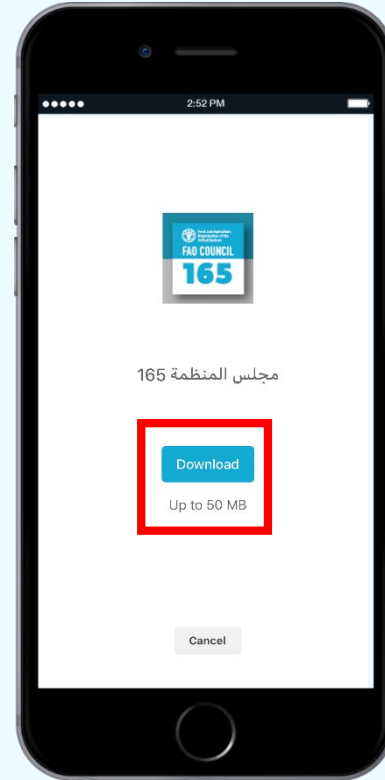 2:52 PM
Food and Agriculture
Organization of the
United Nations
FAO COUNCIL
165
مجلس المنظمة 165
Download
Up to 50 MB
Cancel